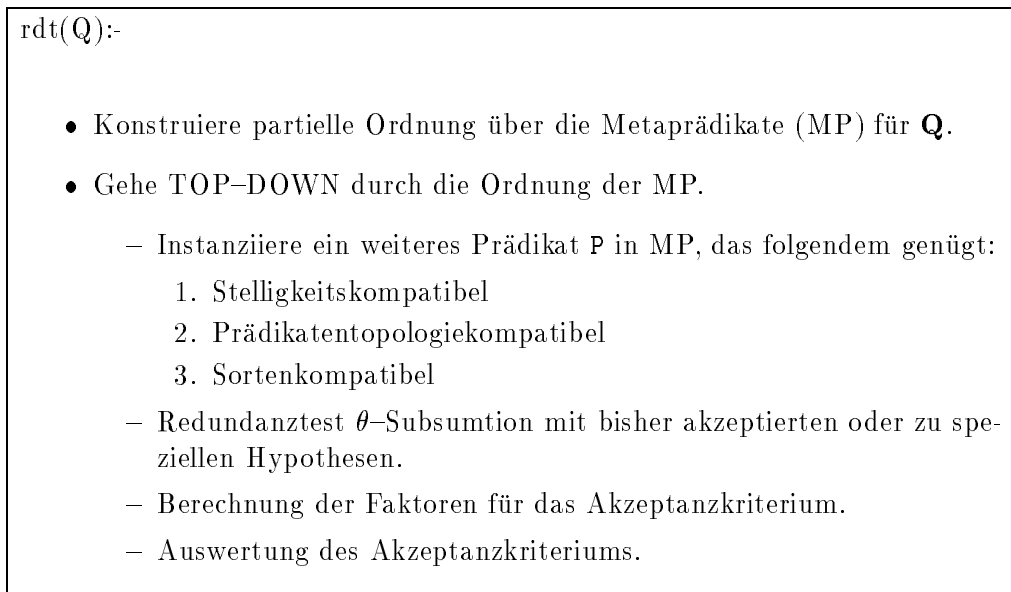 rdt(Q):-
• Konstruiere partielle Ordnung über die Metaprädikate (MP) für Q.
• Gehe TOP–DOWN durch die Ordnung der MP.
– Instanziiere ein weiteres Prädikat P in MP, das folgendem genügt:
1. Stelligkeitskompatibel
2. Prädikatentopologiekompatibel
3. Sortenkompatibel
– Redundanztest θ–Subsumtion mit bisher akzeptierten oder zu spe-
ziellen Hypothesen.
– Berechnung der Faktoren für das Akzeptanzkriterium.
– Auswertung des Akzeptanzkriteriums.